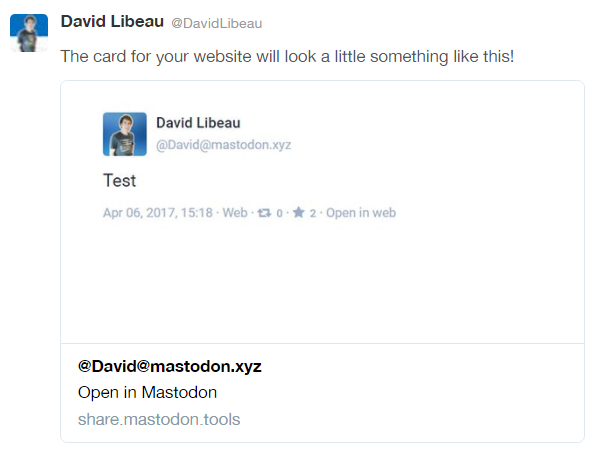 David Libeau @DavidLibeau
The card for your website will look a little something like this!
David Libeau
@David@mastodon.xyz
Test
Apr 06, 2017, 15:18 · Web · 0 · 2 · Open in web
@David@mastodon.xyz
Open in Mastodon
share.mastodon.tools